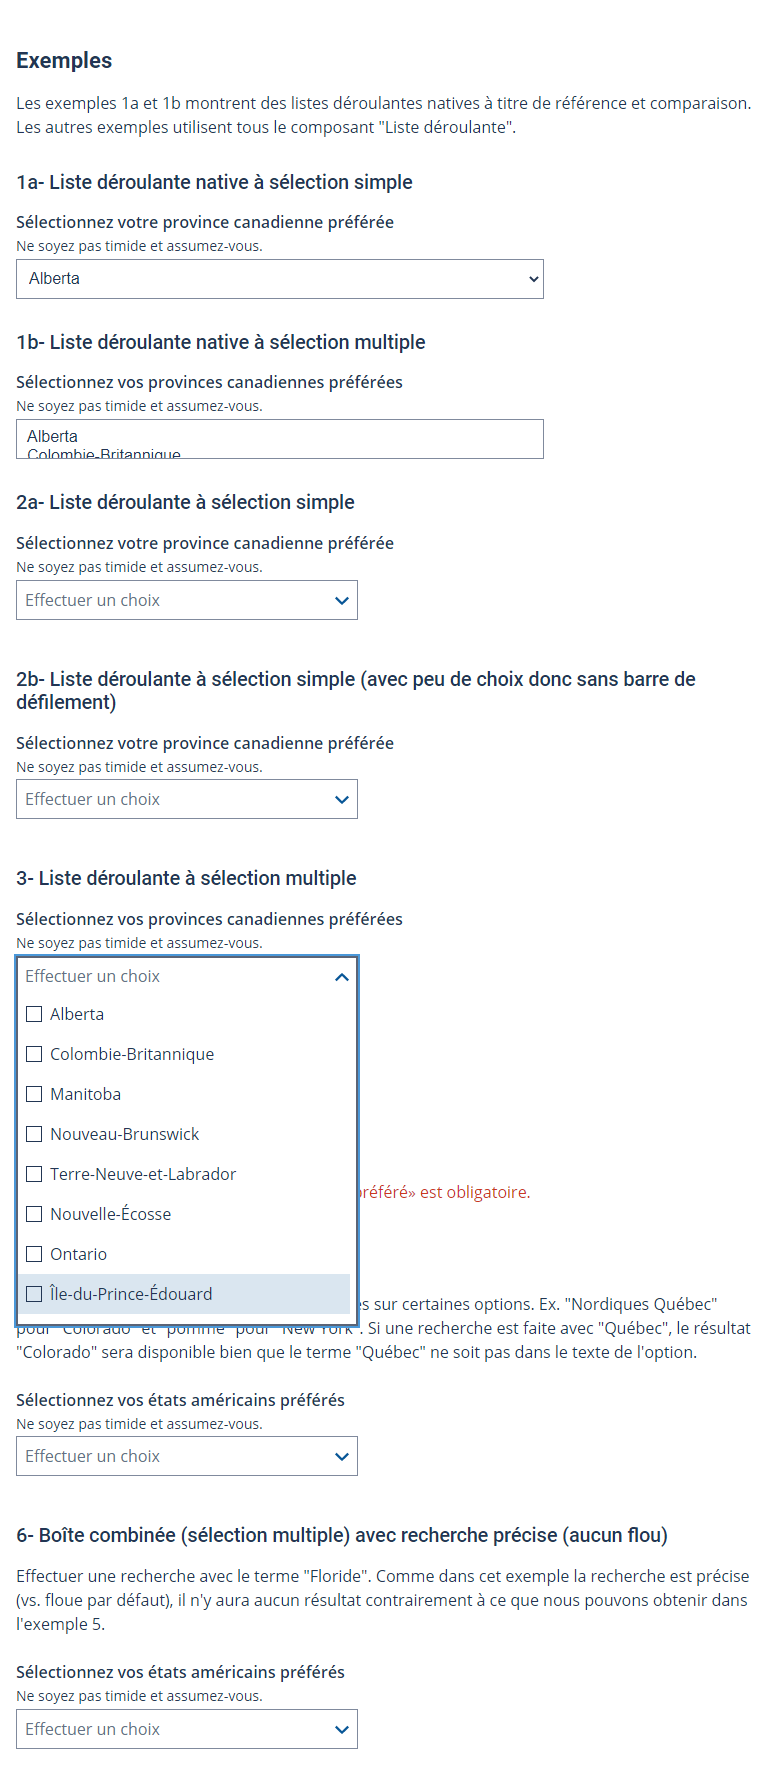 Exemples
Les exemples 1a et 1b montrent des listes déroulantes natives à titre de référence et comparaison.
Les autres exemples utilisent tous le composant "Liste déroulante".
1a- Liste déroulante native à sélection simple
Sélectionnez votre province canadienne préférée
Ne soyez pas timide et assumez-vous.
Alberta
1b- Liste déroulante native à sélection multiple
Sélectionnez vos provinces canadiennes préférées
Ne soyez pas timide et assumez-vous.
Alberta
Colombie-Britannique
2a- Liste déroulante à sélection simple
Sélectionnez votre province canadienne préférée
Ne soyez pas timide et assumez-vous.
Effectuer un choix
2b- Liste déroulante à sélection simple (avec peu de choix donc sans barre de
défilement)
Sélectionnez votre province canadienne préférée
Ne soyez pas timide et assumez-vous.
Effectuer un choix
3- Liste déroulante à sélection multiple
Sélectionnez vos provinces canadiennes préférées
Ne soyez pas timide et assumez-vous.
Effectuer un choix
Alberta
Colombie-Britannique
Manitoba
Nouveau-Brunswick
Terre-Neuve-et-Labrador
préféré» est obligatoire.
Nouvelle-Écosse
Ontario
Île-du-Prince-Édouard
sur certaines options. Ex. "Nordiques Québec"
pour "Colorado" et "pomme" pour "New York". Si une recherche est faite avec "Québec", le résultat
"Colorado" sera disponible bien que le terme "Québec" ne soit pas dans le texte de l'option.
Sélectionnez vos états américains préférés
Ne soyez pas timide et assumez-vous.
Effectuer un choix
6- Boîte combinée (sélection multiple) avec recherche précise (aucun flou)
Effectuer une recherche avec le terme "Floride". Comme dans cet exemple la recherche est précise
(vs. floue par défaut), il n'y aura aucun résultat contrairement à ce que nous pouvons obtenir dans
l'exemple 5.
Sélectionnez vos états américains préférés
Ne soyez pas timide et assumez-vous.
Effectuer un choix